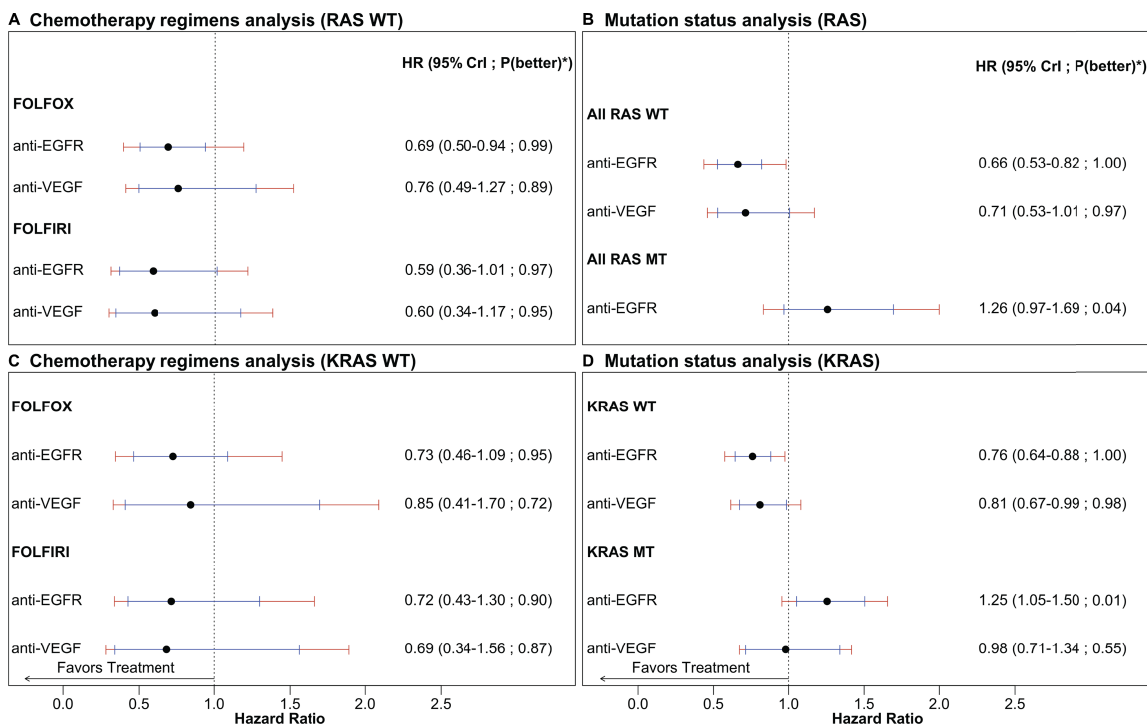 A Chemotherapy regimens analysis (RAS WT)
HR (95% CrI ; P(better)*)
FOLFOX
anti-EGFR 0.69 (0.50-0.94 ; 0.99)
anti-VEGF 0.76 (0.49-1.27 ; 0.89)
FOLFIRI
anti-EGFR 0.59 (0.36-1.01 ; 0.97)
anti-VEGF 0.60 (0.34-1.17 ; 0.95)
B Mutation status analysis (RAS)
HR (95% CrI ; P(better)*)
All RAS WT
anti-EGFR 0.66 (0.53-0.82 ; 1.00)
anti-VEGF 0.71 (0.53-1.01 ; 0.97)
All RAS MT
anti-EGFR 1.26 (0.97-1.69 ; 0.04)
C Chemotherapy regimens analysis (KRAS WT)
FOLFOX
anti-EGFR 0.73 (0.46-1.09 ; 0.95)
anti-VEGF 0.85 (0.41-1.70 ; 0.72)
FOLFIRI
anti-EGFR 0.72 (0.43-1.30 ; 0.90)
anti-VEGF 0.69 (0.34-1.56 ; 0.87)
Favors Treatment
0.0 0.5 1.0 1.5 2.0 2.5
Hazard Ratio
D Mutation status analysis (KRAS)
KRAS WT
anti-EGFR 0.76 (0.64-0.88 ; 1.00)
anti-VEGF 0.81 (0.67-0.99 ; 0.98)
KRAS MT
anti-EGFR 1.25 (1.05-1.50 ; 0.01)
anti-VEGF 0.98 (0.71-1.34 ; 0.55)
Favors Treatment
0.0 0.5 1.0 1.5 2.0 2.5
Hazard Ratio